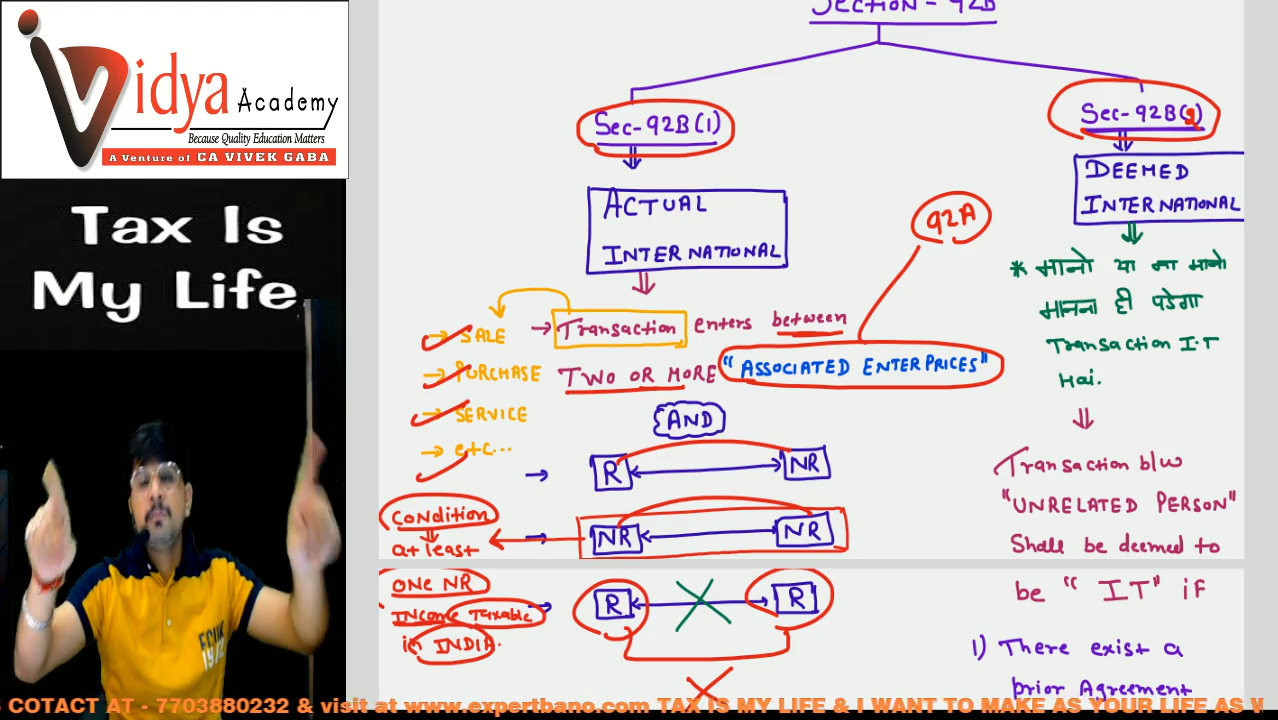 Vidya
Academy
Because Quality Education Matters
A Venture of CA VIVEK GABA
Tax Is
My Life
SECTION - 92B
Sec-92B(1)
ACTUAL
INTERNATIONAL
→ Transaction enters between
TWO OR MORE "ASSOCIATED ENTERPRICES"
92A
→ SALE
→ PURCHASE
→ SERVICE
→ etc...
AND
→ R NR
→ NR NR
→ R R
Condition
at least
ONE NR
INCome Taxable
in INDIA.
Sec-92B(2)
DEEMED
INTERNATIONAL
* मानो या ना मानो
मानना ही पडेगा
Transaction I.T
Hai.
Transaction b/w
"UNRELATED PERSON"
Shall be deemed to
be "IT" if
1) There exist a
prior Agreement
COTACT AT - 7703880232 & visit at www.expertbano.com TAX IS MY LIFE & I WANT TO MAKE AS YOUR LIFE AS